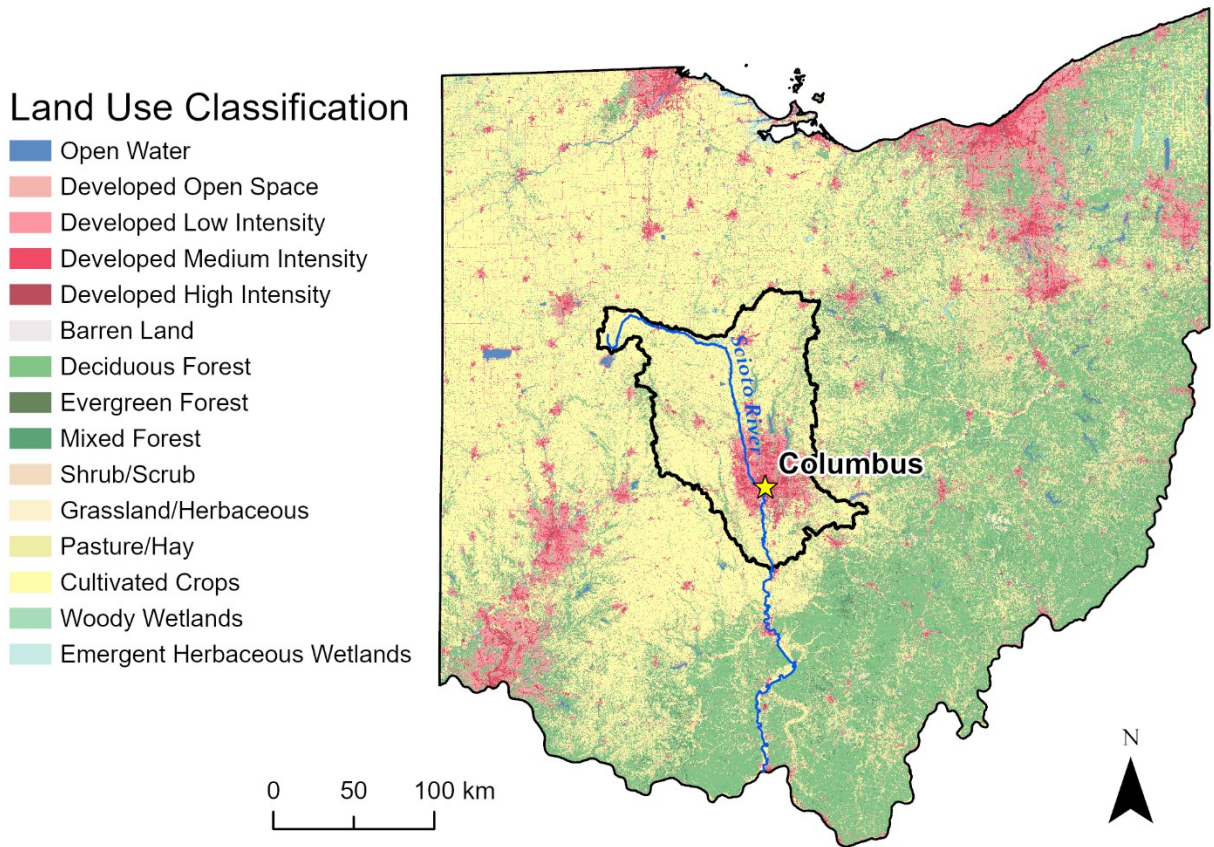 Land Use Classification
Open Water
Developed Open Space
Developed Low Intensity
Developed Medium Intensity
Developed High Intensity
Barren Land
Deciduous Forest
Evergreen Forest
Mixed Forest
Shrub/Scrub
Grassland/Herbaceous
Pasture/Hay
Cultivated Crops
Woody Wetlands
Emergent Herbaceous Wetlands
Scioto River
Columbus
0 50 100 km
N